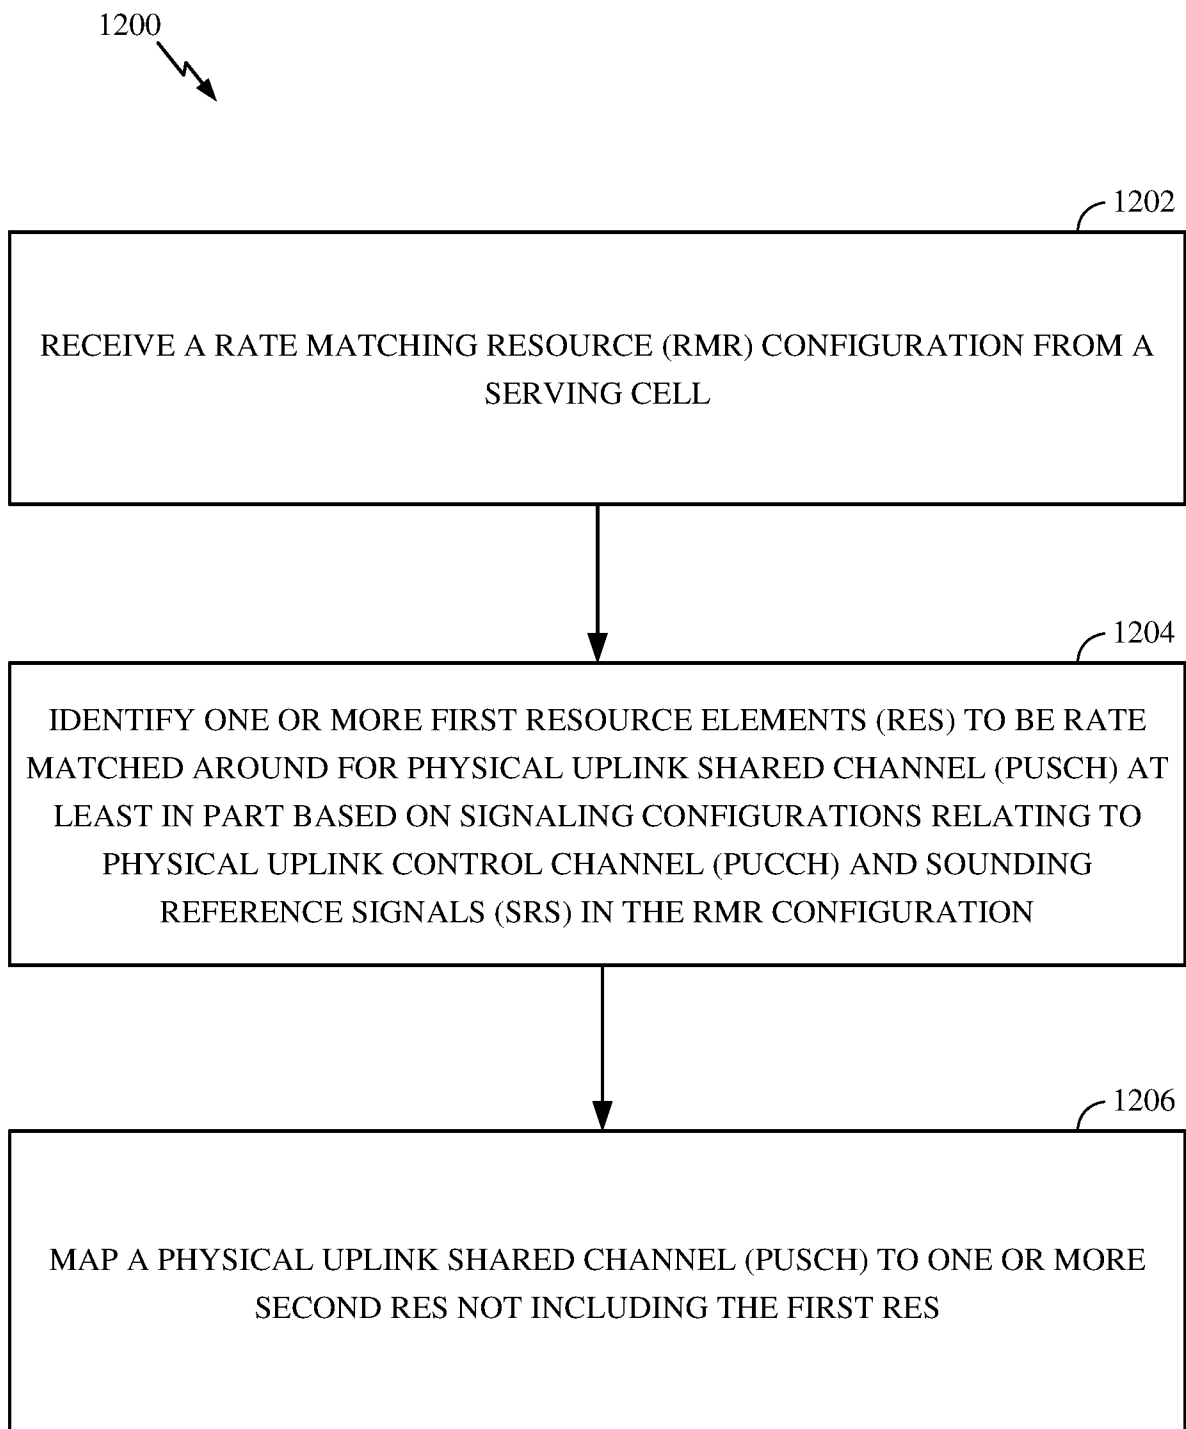 1200
1202
RECEIVE A RATE MATCHING RESOURCE (RMR) CONFIGURATION FROM A
SERVING CELL
1204
IDENTIFY ONE OR MORE FIRST RESOURCE ELEMENTS (RES) TO BE RATE
MATCHED AROUND FOR PHYSICAL UPLINK SHARED CHANNEL (PUSCH) AT
LEAST IN PART BASED ON SIGNALING CONFIGURATIONS RELATING TO
PHYSICAL UPLINK CONTROL CHANNEL (PUCCH) AND SOUNDING
REFERENCE SIGNALS (SRS) IN THE RMR CONFIGURATION
1206
MAP A PHYSICAL UPLINK SHARED CHANNEL (PUSCH) TO ONE OR MORE
SECOND RES NOT INCLUDING THE FIRST RES